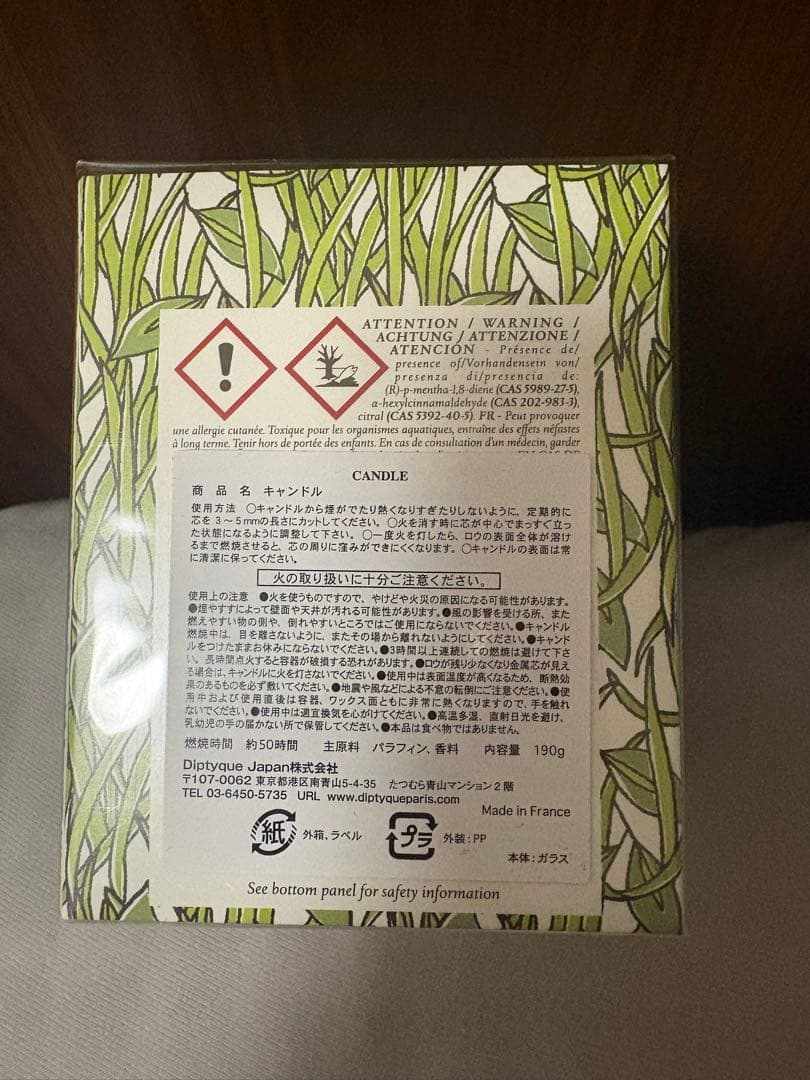 ATTENTION / WARNING /
ACHTUNG / ATTENZIONE /
ATENCIÓN - Présence de/
presence of/Vorhandensein von/
presenza di/presencia de:
(R)-p-mentha-1,8-diene (CAS 5989-27-5),
α-hexylcinnamaldehyde (CAS 202-983-3),
citral (CAS 5392-40-5). FR - Peut provoquer
une allergie cutanée. Toxique pour les organismes aquatiques, entraîne des effets néfastes
à long terme. Tenir hors de portée des enfants. En cas de consultation d'un médecin, garder
CANDLE
商 品 名 キャンドル
使用方法 〇キャンドルから煙がでたり熱くなりすぎたりしないように、定期的に
芯を3～5mmの長さにカットしてください。〇火を消す時に芯が中心でまっすぐ立っ
た状態になるように調整して下さい。〇一度火を灯したら、ロウの表面全体が溶け
るまで燃焼させると、芯の周りに窪みができにくくなります。〇キャンドルの表面は常
に清潔に保ってください。
火の取り扱いに十分ご注意ください。
使用上の注意 ●火を使うものですので、やけどや火災の原因になる可能性があります。
●煙やすすによって壁面や天井が汚れる可能性があります。●風の影響を受ける所、また
燃えやすい物の側や、倒れやすいところではご使用にならないでください。●キャンドル
燃焼中は、目を離さないように、またその場から離れないようにしてください。●キャンド
ルをつけたままお休みにならないでください。●3時間以上連続しての燃焼は避けて下さ
い。長時間点火すると容器が破損する恐れがあります。●ロウが残り少なくなり金属芯が見え
る場合は、キャンドルに火を灯さないでください。●使用中は表面温度が高くなるため、断熱効
果のあるものを必ず敷いてください。●地震や風などによる不意の転倒にご注意ください。●使
用中および使用直後は容器、ワックス面ともに非常に熱くなりますので、手を触れ
ないでください。●使用中は適宜換気を心がけてください。●高温多湿、直射日光を避け、
乳幼児の手の届かない所で保管してください。●本品は食べ物ではありません。
燃焼時間 約50時間 主原料 パラフィン、香料 内容量 190g
Diptyque Japan株式会社
〒107-0062 東京都港区南青山5-4-35 たつむら青山マンション2階
TEL 03-6450-5735 URL www.diptyqueparis.com
Made in France
紙 外箱、ラベル プラ 外装:PP
本体:ガラス
See bottom panel for safety information